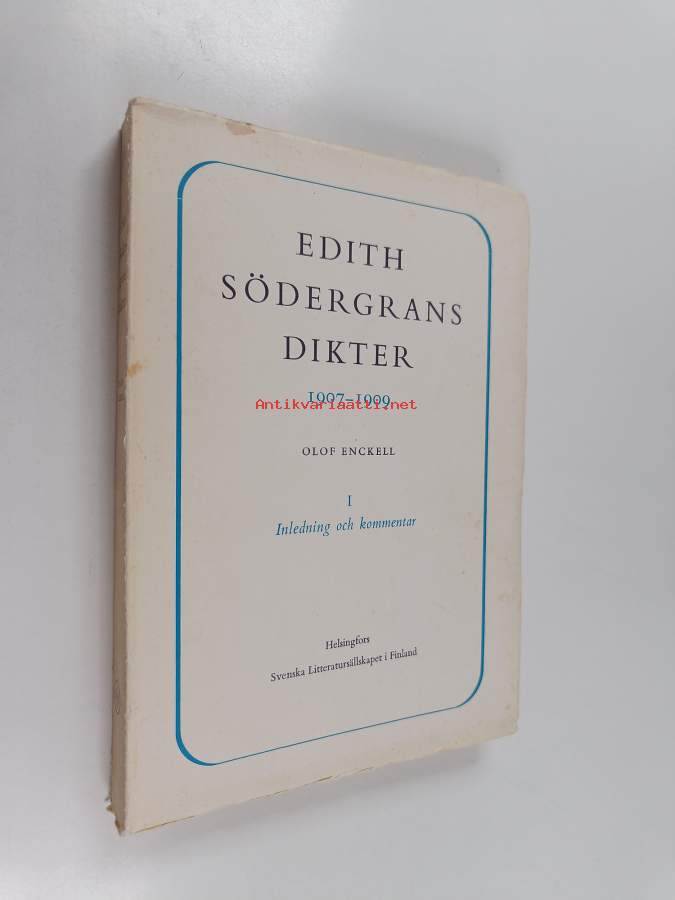 EDITH
SÖDERGRANS
DIKTER
1907–1909
Antikvariaatti.net
OLOF ENCKELL
I
Inledning och kommentar
Helsingfors
Svenska Litteratursällskapet i Finland